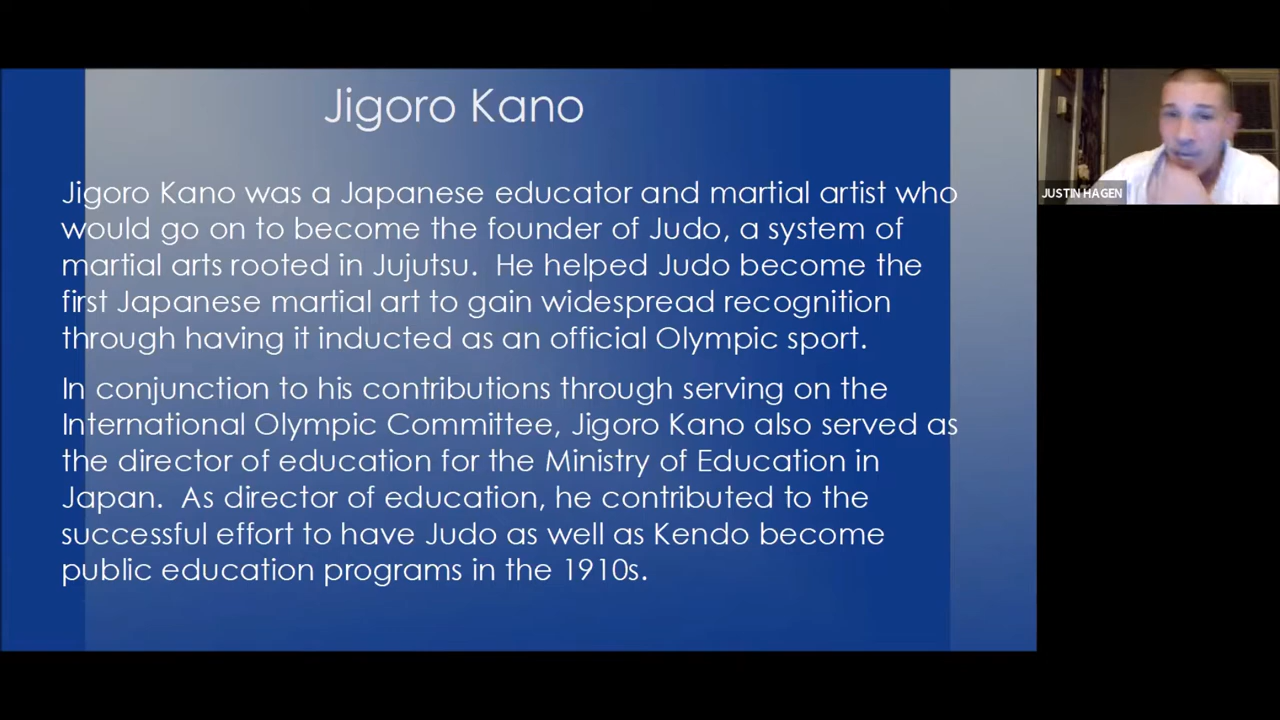 Jigoro Kano
Jigoro Kano was a Japanese educator and martial artist who
would go on to become the founder of Judo, a system of
martial arts rooted in Jujutsu.  He helped Judo become the
first Japanese martial art to gain widespread recognition
through having it inducted as an official Olympic sport.
In conjunction to his contributions through serving on the
International Olympic Committee, Jigoro Kano also served as
the director of education for the Ministry of Education in
Japan.  As director of education, he contributed to the
successful effort to have Judo as well as Kendo become
public education programs in the 1910s.
JUSTIN HAGEN